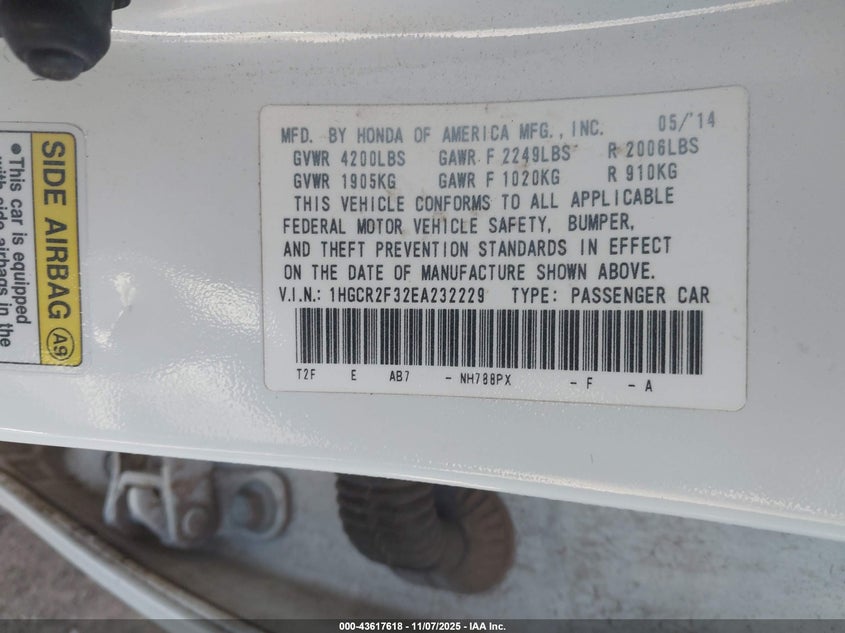 MFD. BY HONDA OF AMERICA MFG., INC. 05/'14
GVWR 4200LBS GAWR F 2249LBS R 2006LBS
GVWR 1905KG GAWR F 1020KG R 910KG
THIS VEHICLE CONFORMS TO ALL APPLICABLE
FEDERAL MOTOR VEHICLE SAFETY, BUMPER,
AND THEFT PREVENTION STANDARDS IN EFFECT
ON THE DATE OF MANUFACTURE SHOWN ABOVE.
V.I.N.: 1HGCR2F32EA232229 TYPE: PASSENGER CAR
T2F E AB7 - NH788PX - F - A
SIDE AIRBAG A9
●This car is equipped
with side airbags in the
000-43617618 - 11/07/2025 - IAA Inc.